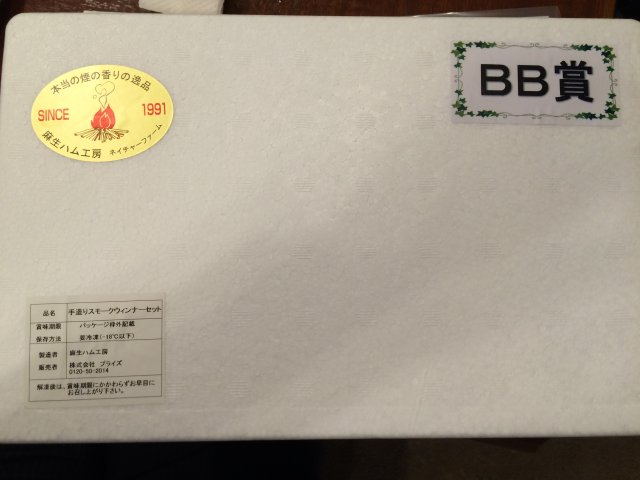 本当の煙の香りの逸品
SINCE 1991
麻生ハム工房 ネイチャーファーム
BB賞
品名 手造りスモークウィンナーセット
賞味期限 パッケージ枠外記載
保存方法 要冷凍(-18℃以下)
製造者 麻生ハム工房
販売者 株式会社 プライズ
0120-50-2014
解凍後は、賞味期限にかかわらずお早目に
お召し上がり下さい。